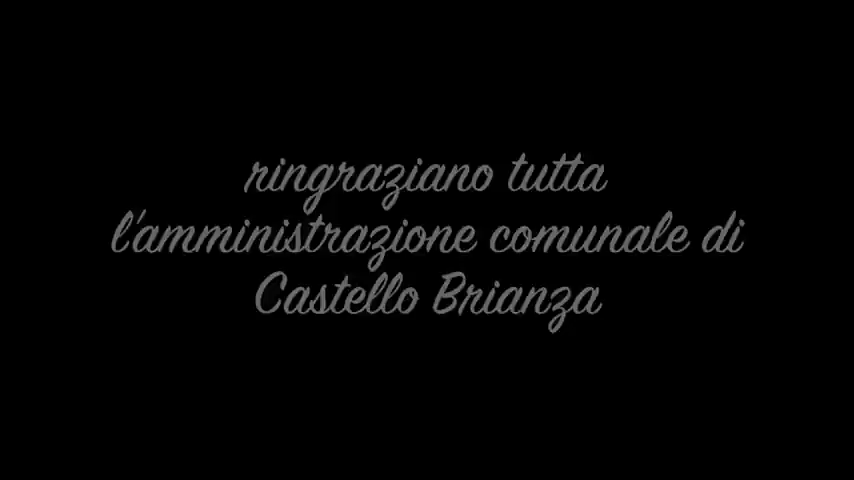 ringraziano tutta
l'amministrazione comunale di
Castello Brianza